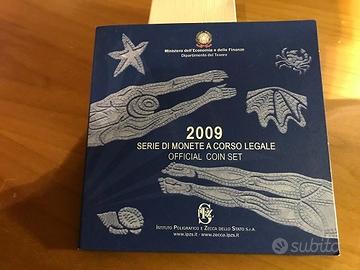 Ministero dell'Economia e delle Finanze
Dipartimento del Tesoro
2009
SERIE DI MONETE A CORSO LEGALE
OFFICIAL COIN SET
ISTITUTO POLIGRAFICO E ZECCA DELLO STATO S.P.A.
www.ipzs.it - www.zecca.ipzs.it
subito